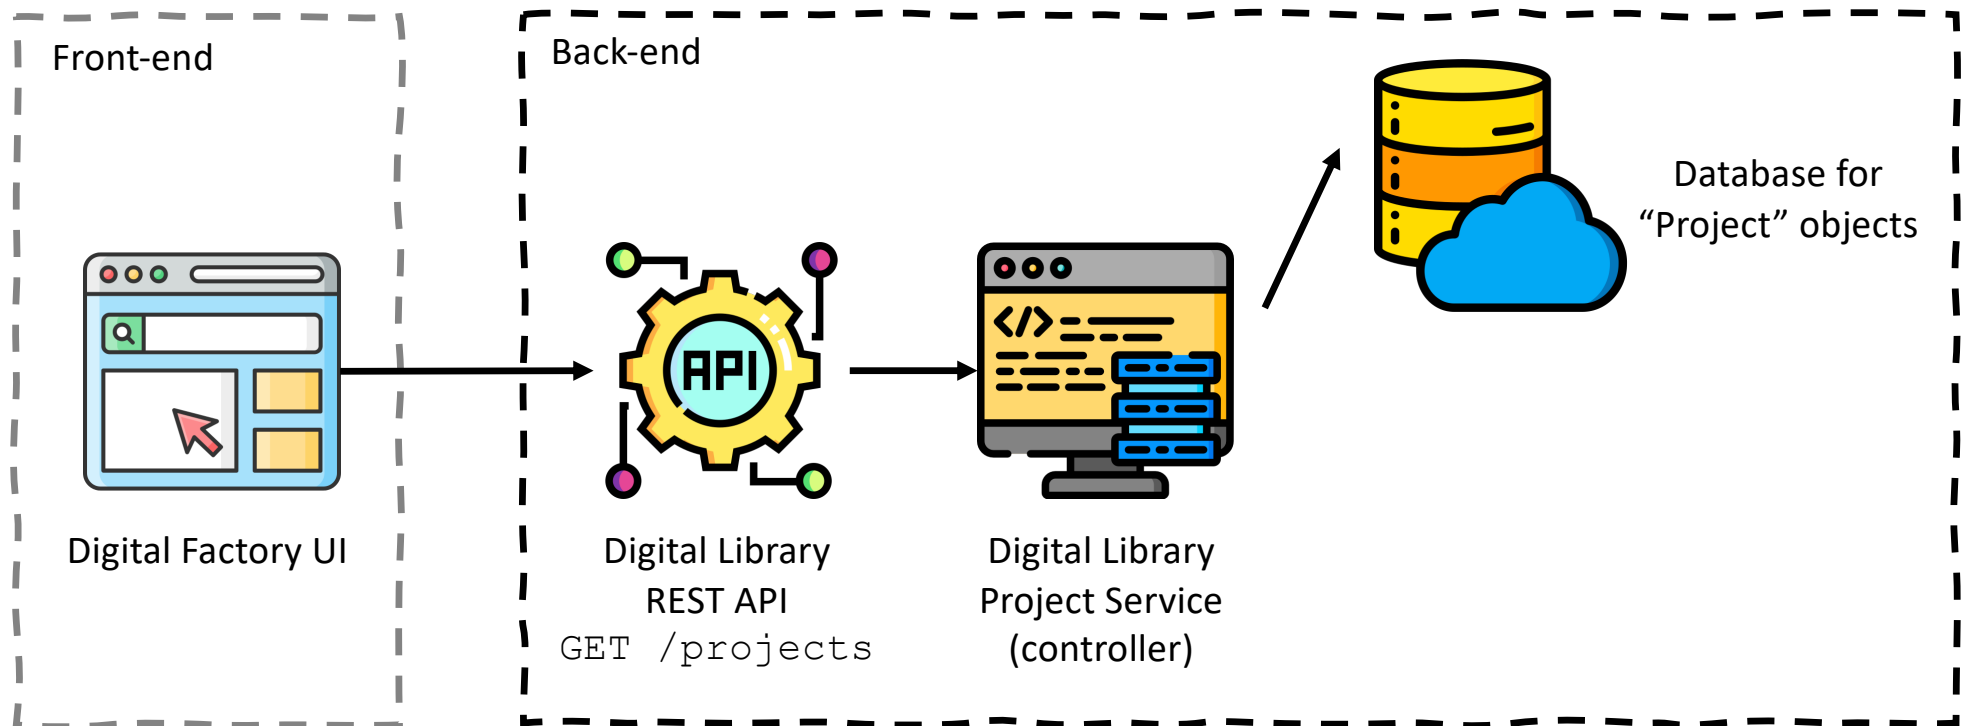 Front-end
Back-end
Database for
“Project” objects
API
Digital Factory UI
Digital Library
REST API
GET /projects
Digital Library
Project Service
(controller)